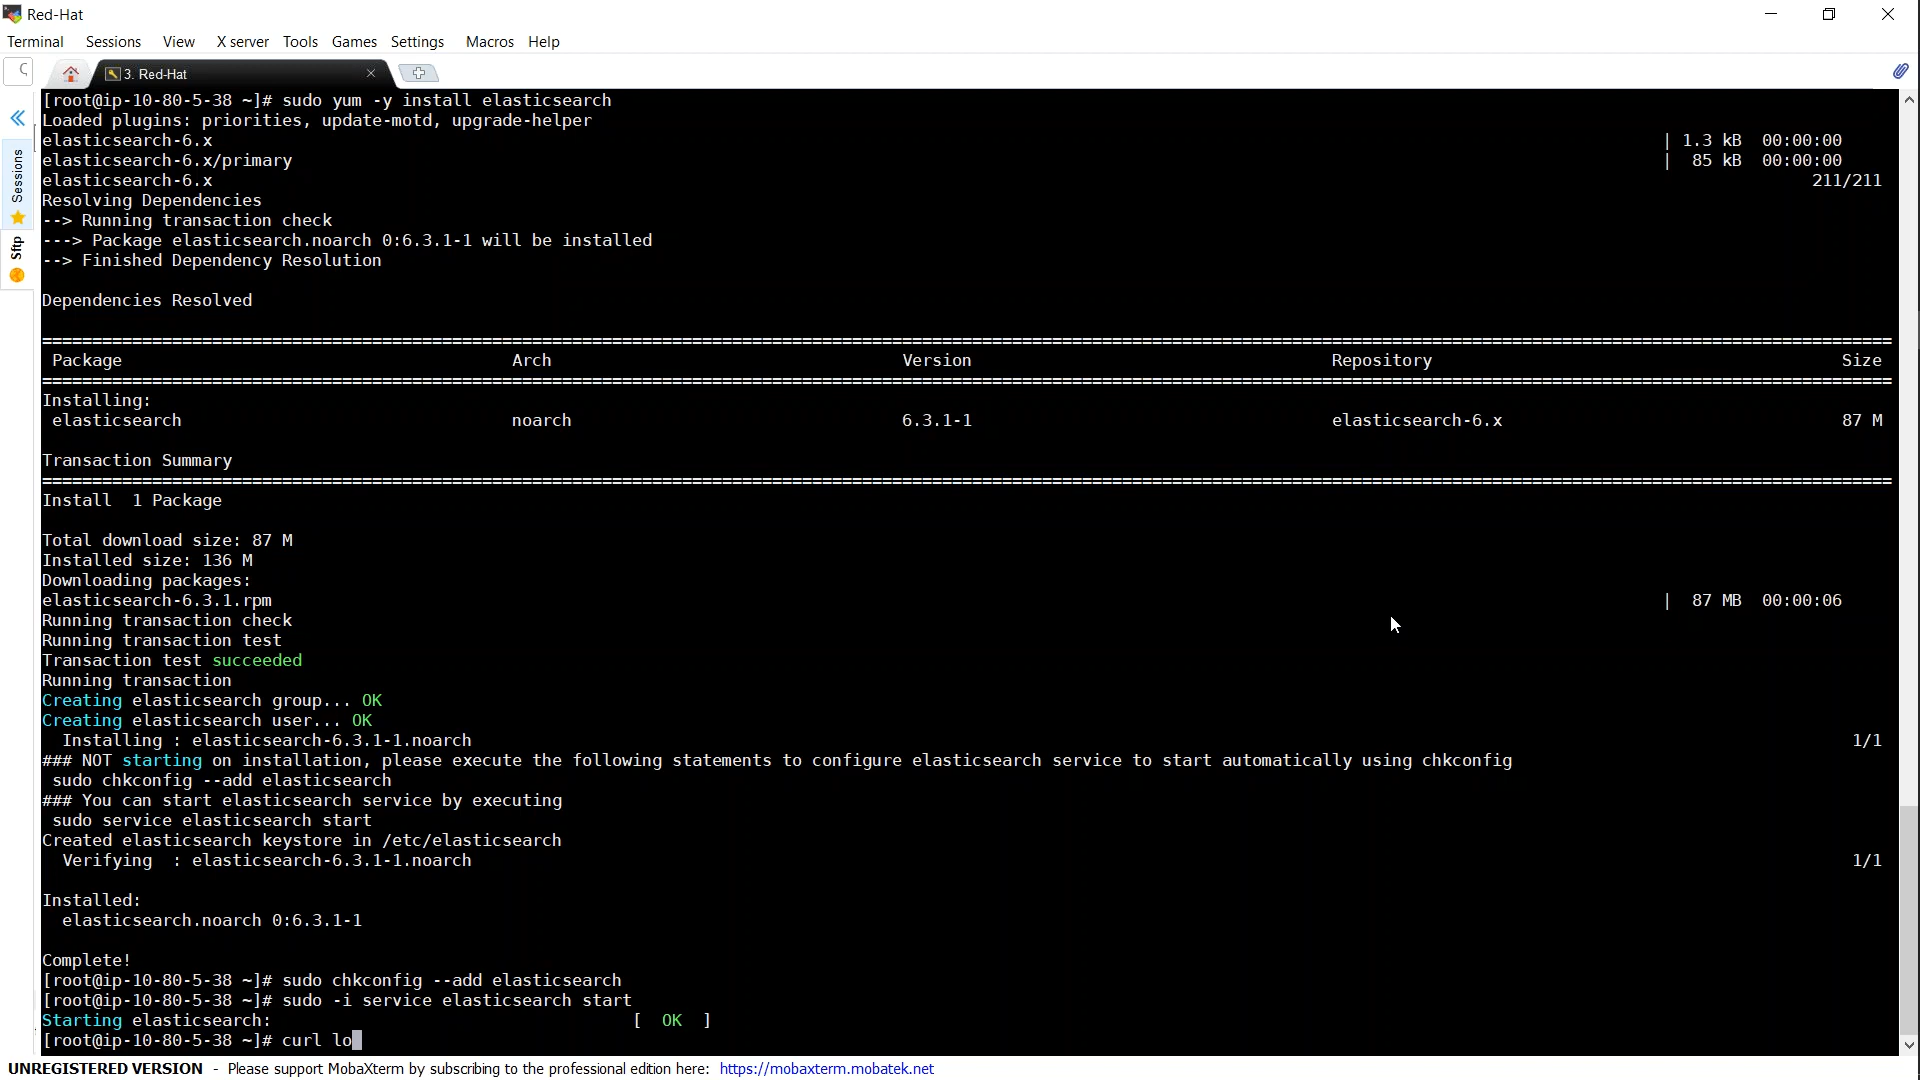 Red-Hat
Terminal Sessions View X server Tools Games Settings Macros Help
3. Red-Hat
Sessions
Sftp
[root@ip-10-80-5-38 ~]# sudo yum -y install elasticsearch
Loaded plugins: priorities, update-motd, upgrade-helper
elasticsearch-6.x | 1.3 kB 00:00:00
elasticsearch-6.x/primary | 85 kB 00:00:00
elasticsearch-6.x 211/211
Resolving Dependencies
--> Running transaction check
---> Package elasticsearch.noarch 0:6.3.1-1 will be installed
--> Finished Dependency Resolution
Dependencies Resolved
Package Arch Version Repository Size
Installing:
elasticsearch noarch 6.3.1-1 elasticsearch-6.x 87 M
Transaction Summary
Install 1 Package
Total download size: 87 M
Installed size: 136 M
Downloading packages:
elasticsearch-6.3.1.rpm | 87 MB 00:00:06
Running transaction check
Running transaction test
Transaction test succeeded
Running transaction
Creating elasticsearch group... OK
Creating elasticsearch user... OK
Installing : elasticsearch-6.3.1-1.noarch 1/1
### NOT starting on installation, please execute the following statements to configure elasticsearch service to start automatically using chkconfig
sudo chkconfig --add elasticsearch
### You can start elasticsearch service by executing
sudo service elasticsearch start
Created elasticsearch keystore in /etc/elasticsearch
Verifying : elasticsearch-6.3.1-1.noarch 1/1
Installed:
elasticsearch.noarch 0:6.3.1-1
Complete!
[root@ip-10-80-5-38 ~]# sudo chkconfig --add elasticsearch
[root@ip-10-80-5-38 ~]# sudo -i service elasticsearch start
Starting elasticsearch: [ OK ]
[root@ip-10-80-5-38 ~]# curl lo
UNREGISTERED VERSION - Please support MobaXterm by subscribing to the professional edition here: https://mobaxterm.mobatek.net